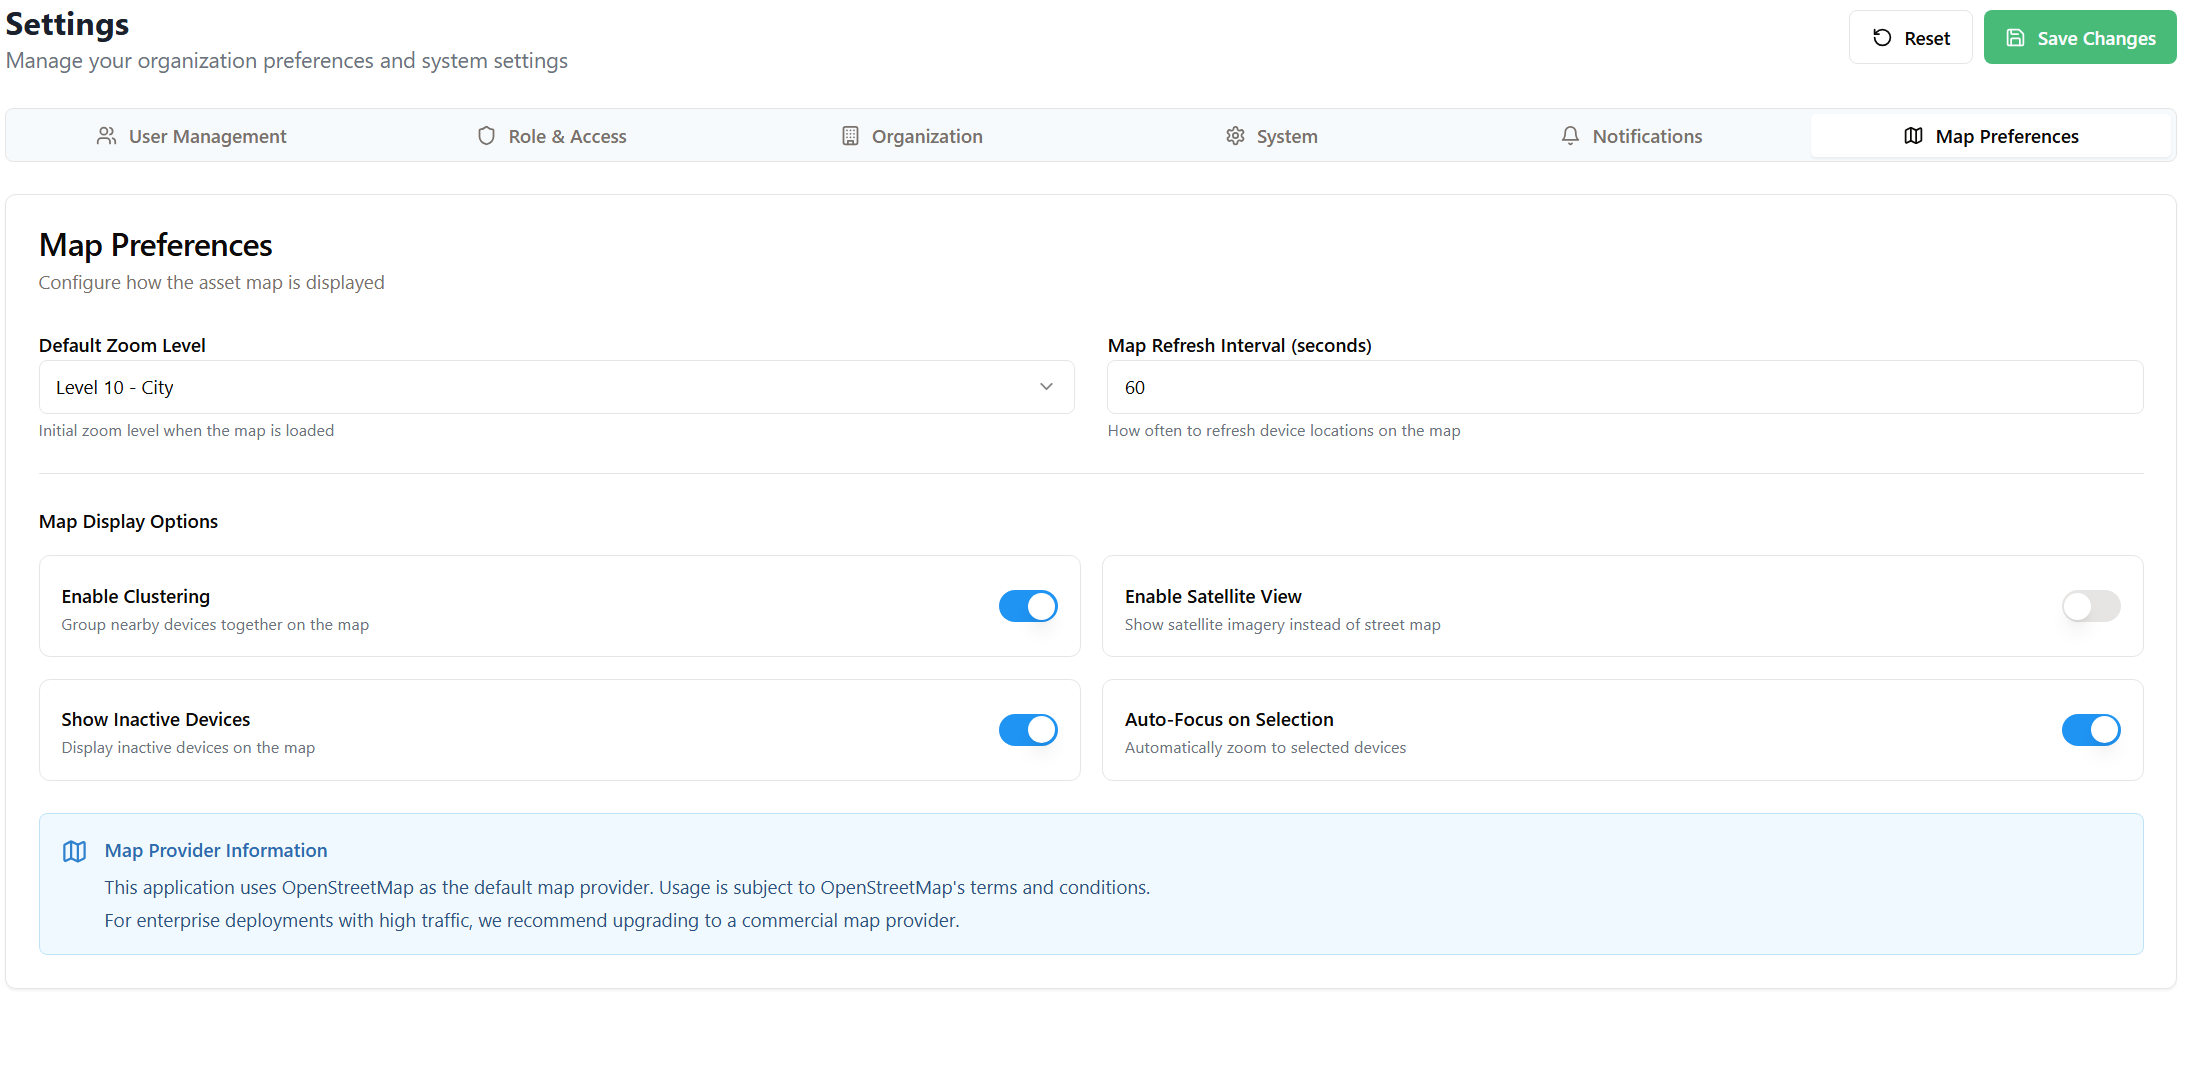 Settings
Manage your organization preferences and system settings
Reset
Save Changes
User Management
Role & Access
Organization
System
Notifications
Map Preferences
Map Preferences
Configure how the asset map is displayed
Default Zoom Level
Level 10 - City
Initial zoom level when the map is loaded
Map Refresh Interval (seconds)
60
How often to refresh device locations on the map
Map Display Options
Enable Clustering
Group nearby devices together on the map
Enable Satellite View
Show satellite imagery instead of street map
Show Inactive Devices
Display inactive devices on the map
Auto-Focus on Selection
Automatically zoom to selected devices
Map Provider Information
This application uses OpenStreetMap as the default map provider. Usage is subject to OpenStreetMap's terms and conditions.
For enterprise deployments with high traffic, we recommend upgrading to a commercial map provider.